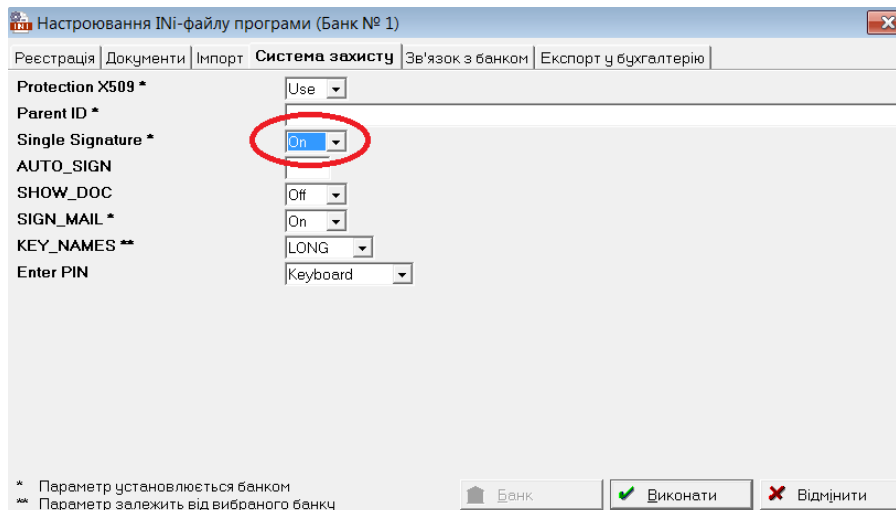 Настроювання INi-файлу програми (Банк № 1)
Реєстрація Документи Імпорт Система захисту Зв'язок з банком Експорт у бухгалтерію
Protection X509 * Use
Parent ID *
Single Signature * On
AUTO_SIGN
SHOW_DOC Off
SIGN_MAIL * On
KEY_NAMES ** LONG
Enter PIN Keyboard
* Параметр установлюється банком
** Параметр залежить від вибраного банку
Банк Виконати Відмінити